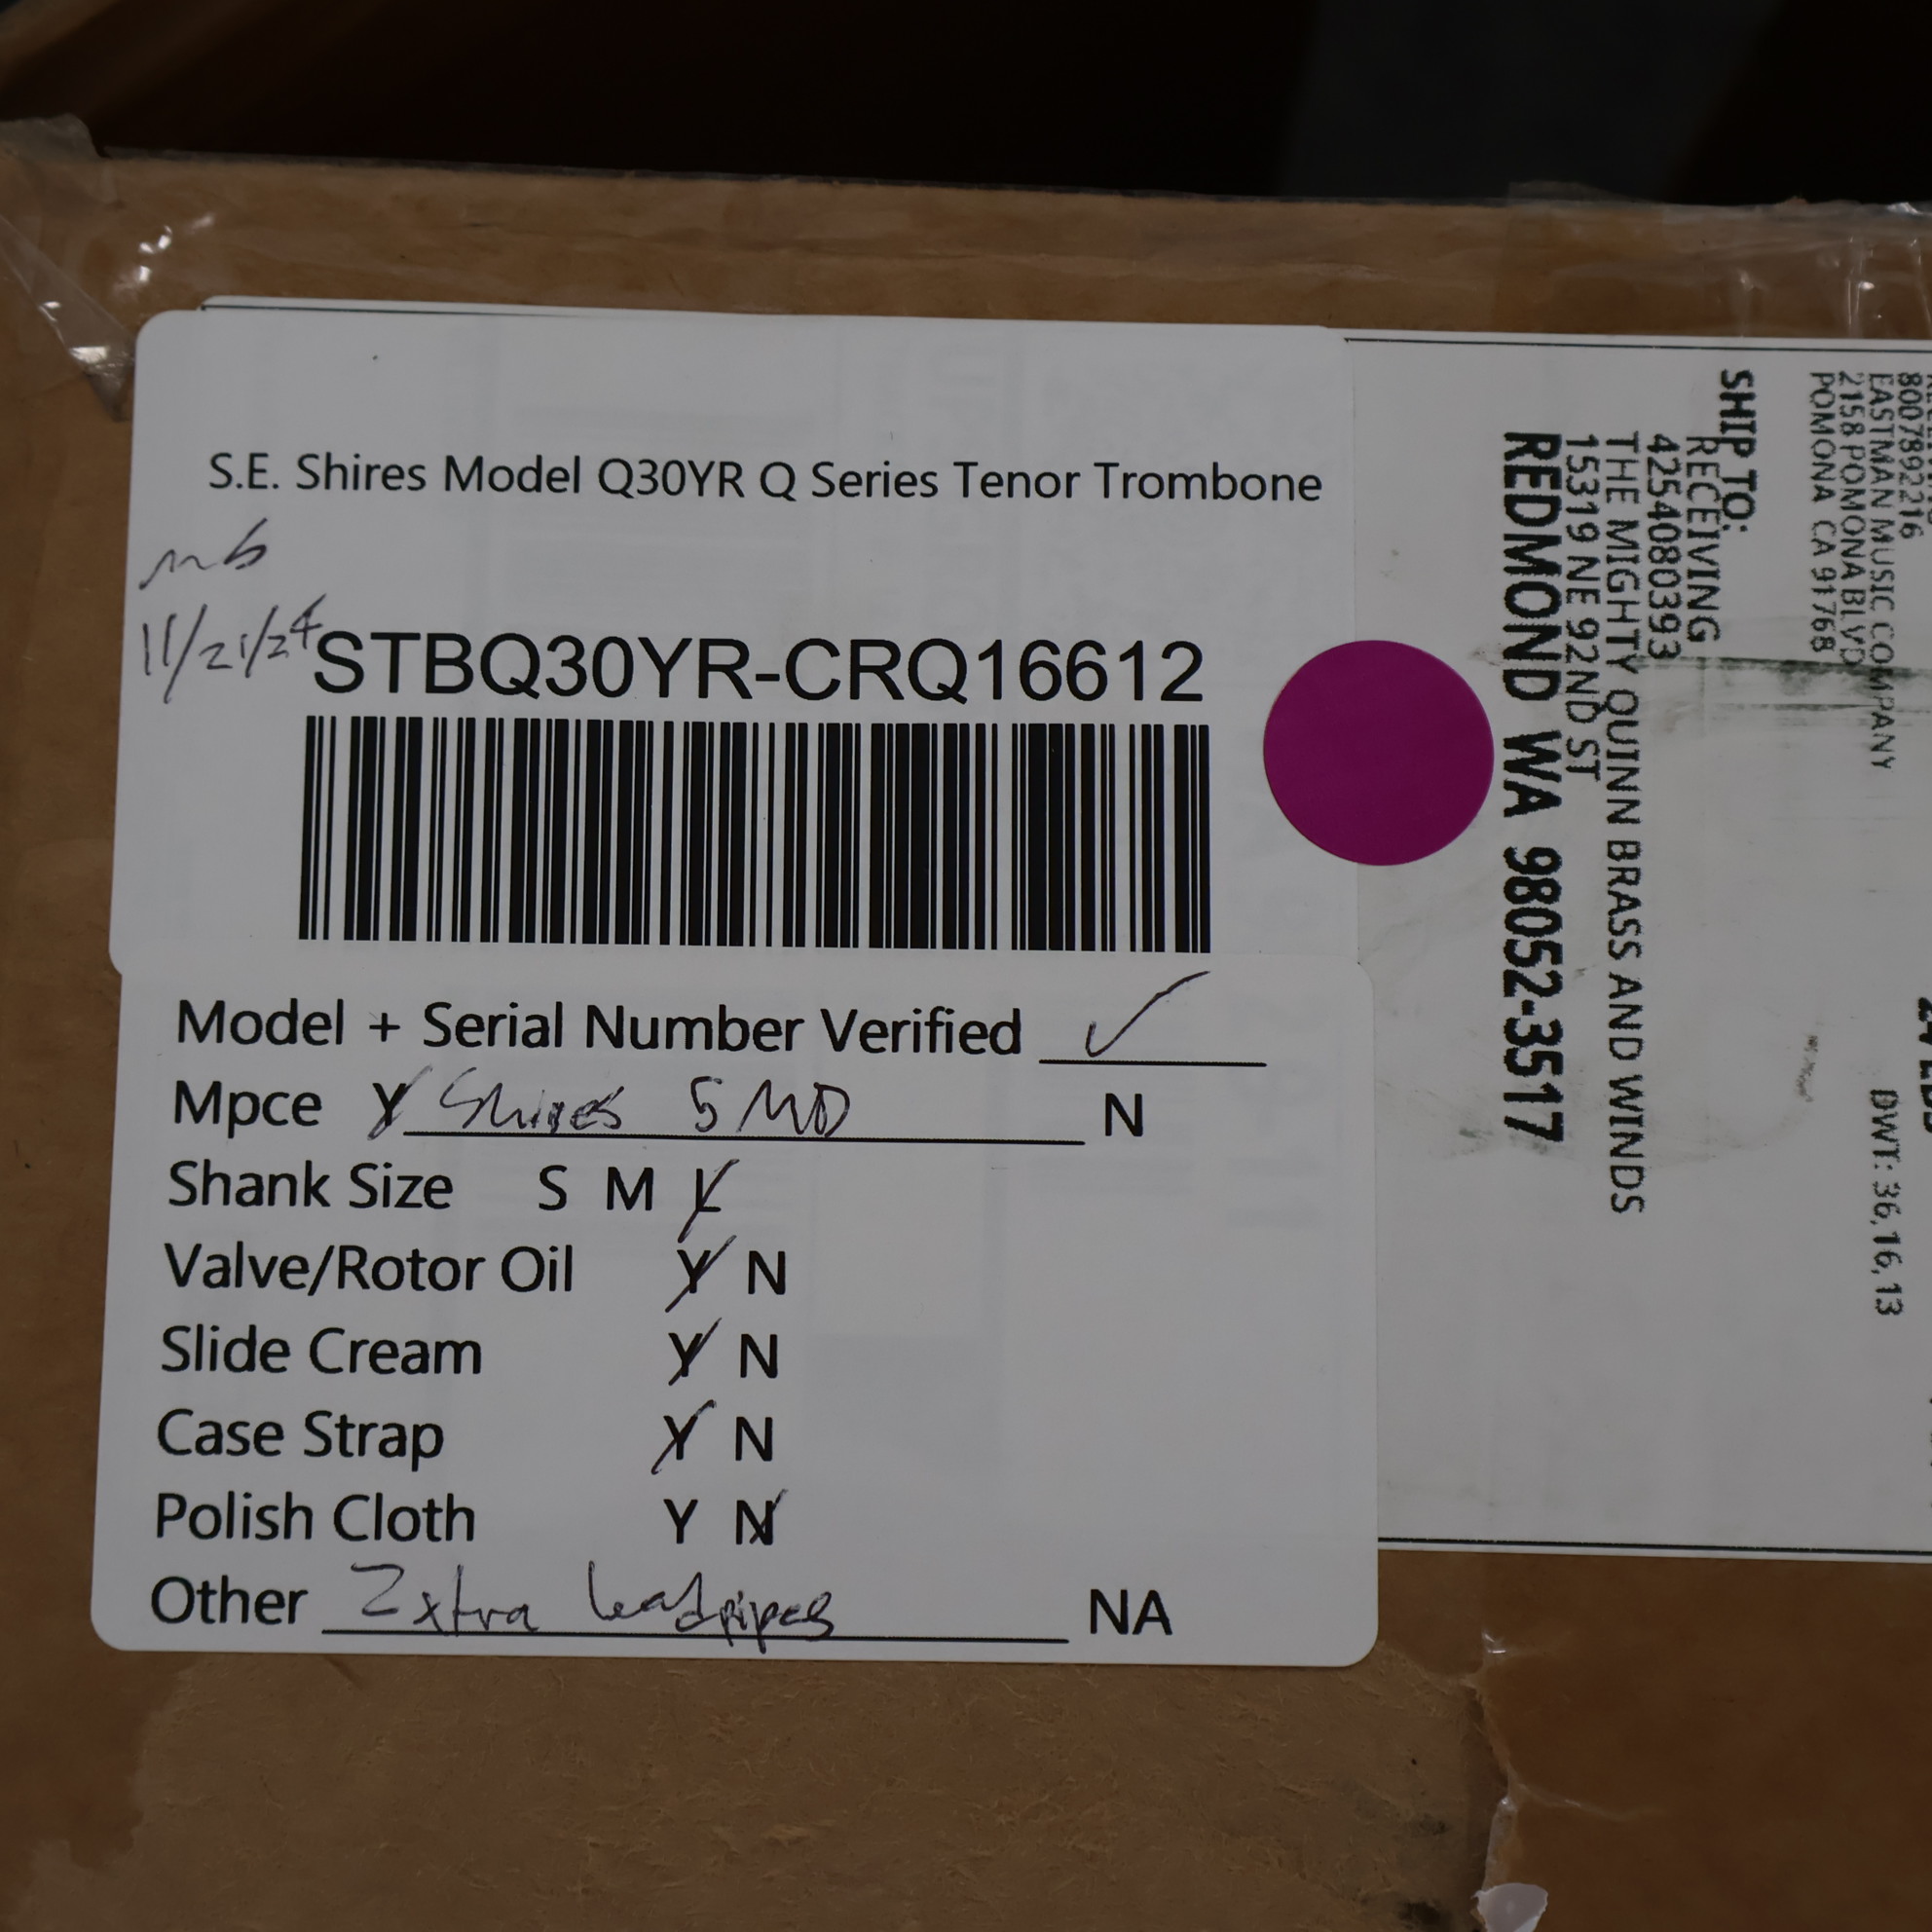 S.E. Shires Model Q30YR Q Series Tenor Trombone
mb
11/21/24
STBQ30YR-CRQ16612
Model + Serial Number Verified ✓
Mpce Y Shires 5 MD N
Shank Size S M L
Valve/Rotor Oil Y N
Slide Cream Y N
Case Strap Y N
Polish Cloth Y N
Other 2 xtra leadpipes NA
8007892216
EASTMAN MUSIC COMPANY
2158 POMONA BLVD
POMONA CA 91768
SHIP TO:
RECEIVING
4254080393
THE MIGHTY QUINN BRASS AND WINDS
15319 NE 92ND ST
REDMOND WA 98052-3517
DWT: 36,16,13